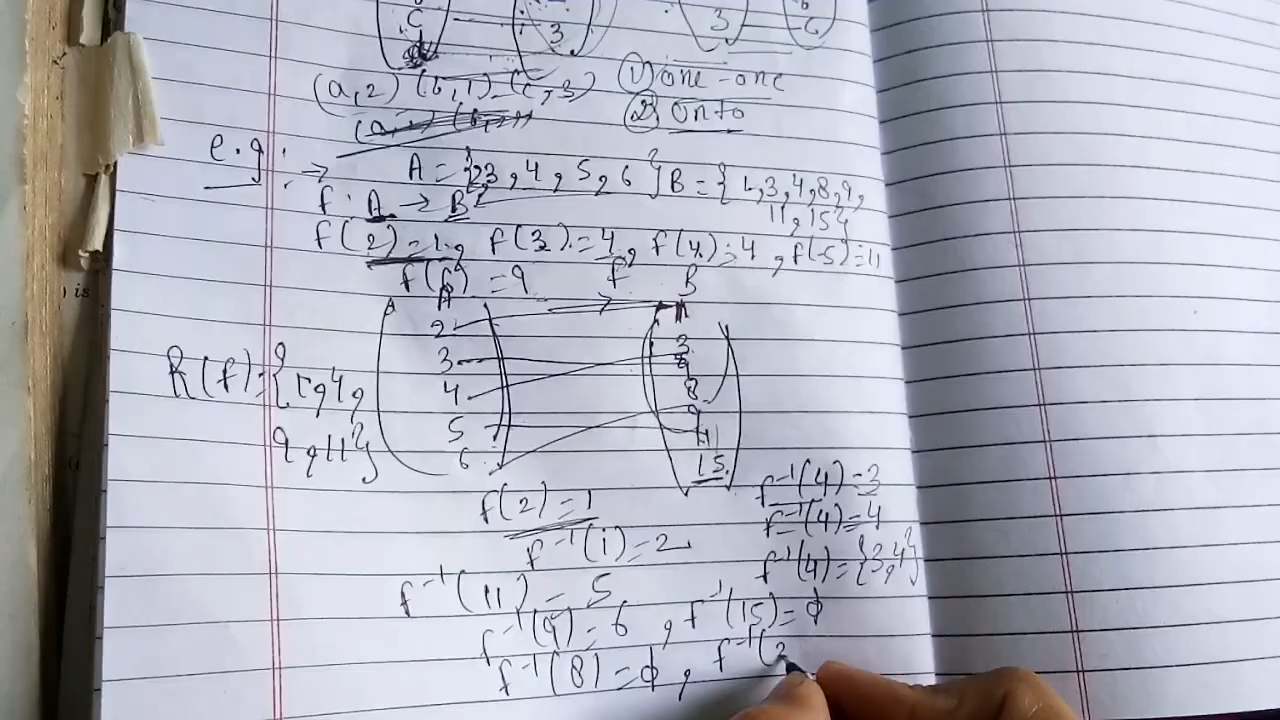 c 3 3 c
(a,2) (b,1) (c,3) ① one-one
② onto
e.g: → A = {23, 4, 5, 6} B = {1,3,4,8,9,
11, 15}
f: A → B
f(2)=1, f(3)=4, f(4)=4, f(5)=11
f(6)=9 f
A B
2 1
3 3
4 4
5 8
6 9
11
15
R(f)={1,4,
9,11}
f(2)=1
f⁻¹(1)=2
f⁻¹(4)=3
f⁻¹(4)=4
f⁻¹(4)={3,4}
f⁻¹(11)=5
f⁻¹(9)=6, f⁻¹(15)=ϕ
f⁻¹(8)=ϕ, f⁻¹(3
is